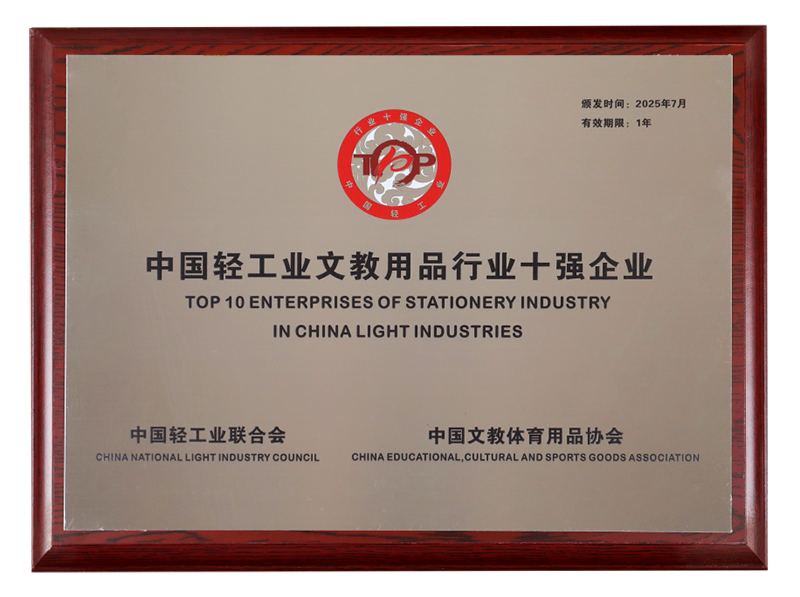 颁发时间：2025年7月
有效期限：1年
行业十强企业
TOP
中国轻工业
中国轻工业文教用品行业十强企业
TOP 10 ENTERPRISES OF STATIONERY INDUSTRY
IN CHINA LIGHT INDUSTRIES
中国轻工业联合会
中国文教体育用品协会
CHINA NATIONAL LIGHT INDUSTRY COUNCIL
CHINA EDUCATIONAL,CULTURAL AND SPORTS GOODS ASSOCIATION